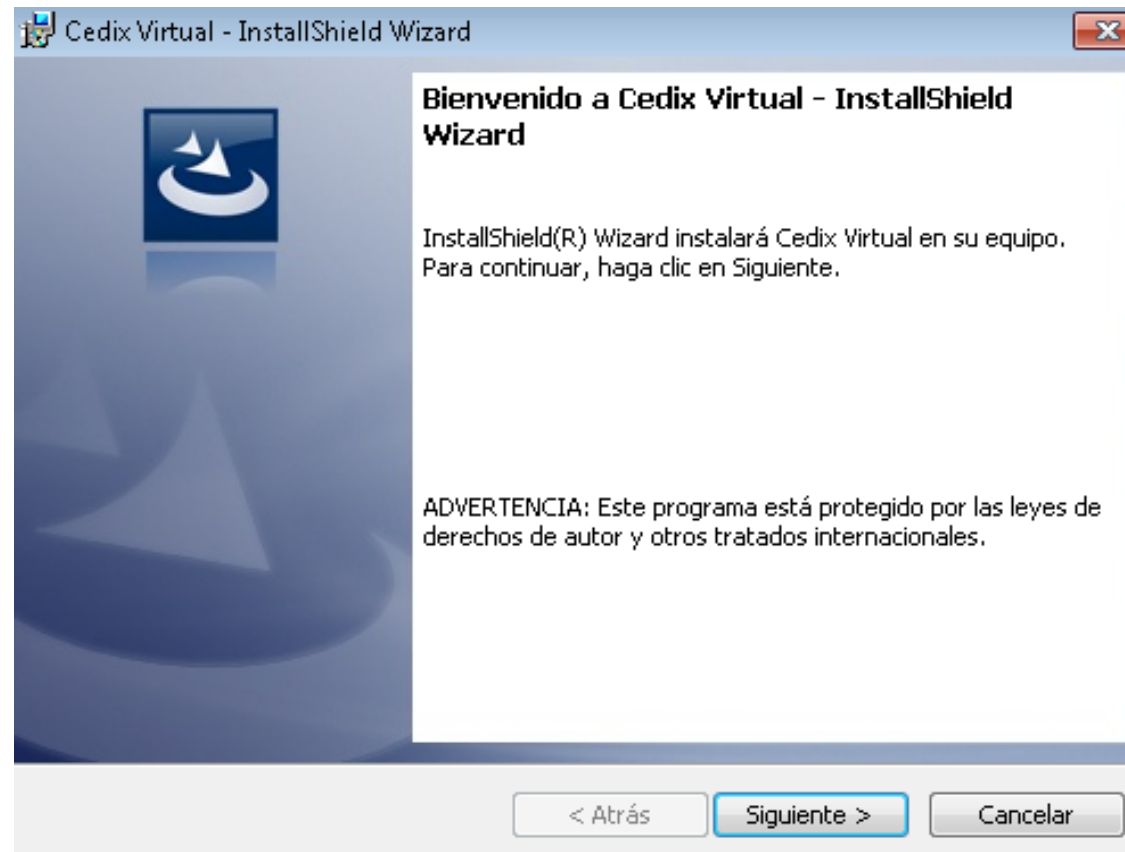 Cedix Virtual - InstallShield Wizard
Bienvenido a Cedix Virtual - InstallShield
Wizard
InstallShield(R) Wizard instalará Cedix Virtual en su equipo.
Para continuar, haga clic en Siguiente.
ADVERTENCIA: Este programa está protegido por las leyes de
derechos de autor y otros tratados internacionales.
< Atrás
Siguiente >
Cancelar